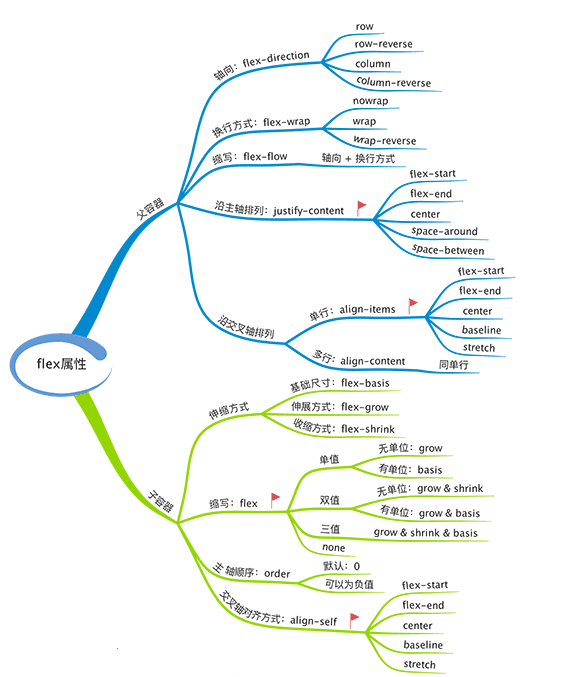 flex属性
父容器
轴向：flex-direction
row
row-reverse
column
column-reverse
换行方式：flex-wrap
nowrap
wrap
wrap-reverse
缩写：flex-flow
轴向 + 换行方式
沿主轴排列：justify-content
flex-start
flex-end
center
space-around
space-between
沿交叉轴排列
单行：align-items
flex-start
flex-end
center
baseline
stretch
多行：align-content
同单行
子容器
伸缩方式
基础尺寸：flex-basis
伸展方式：flex-grow
收缩方式：flex-shrink
缩写：flex
单值
无单位：grow
有单位：basis
双值
无单位：grow & shrink
有单位：grow & basis
三值
grow & shrink & basis
none
主 轴顺序：order
默认：0
可以为负值
交叉轴对齐方式：align-self
flex-start
flex-end
center
baseline
stretch